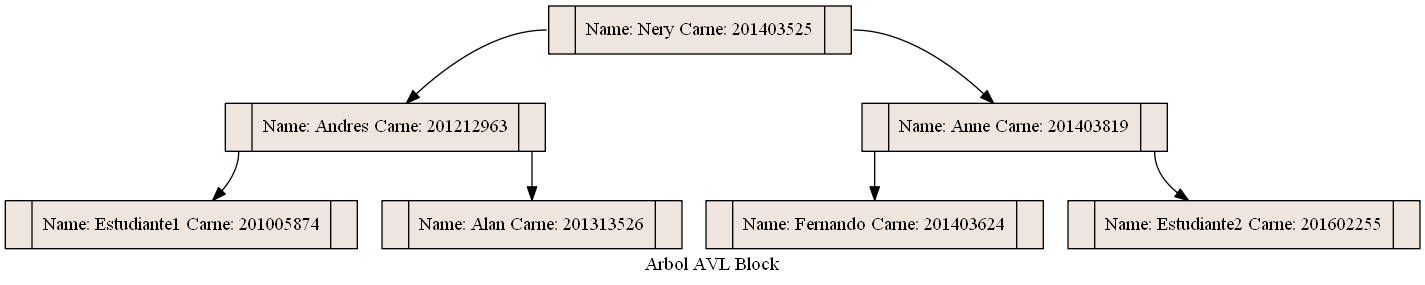 Name: Nery Carne: 201403525
Name: Andres Carne: 201212963
Name: Anne Carne: 201403819
Name: Estudiante1 Carne: 201005874
Name: Alan Carne: 201313526
Name: Fernando Carne: 201403624
Name: Estudiante2 Carne: 201602255
Arbol AVL Block